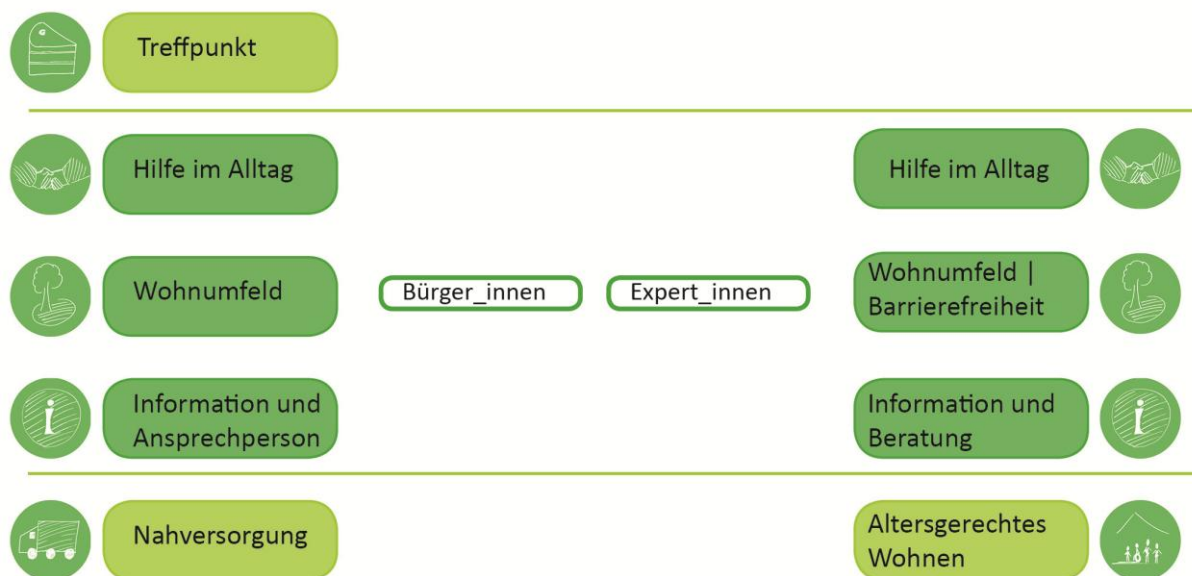 Treffpunkt
Hilfe im Alltag
Hilfe im Alltag
Wohnumfeld
Bürger_innen
Expert_innen
Wohnumfeld |
Barrierefreiheit
Information und
Ansprechperson
Information und
Beratung
Nahversorgung
Altersgerechtes
Wohnen